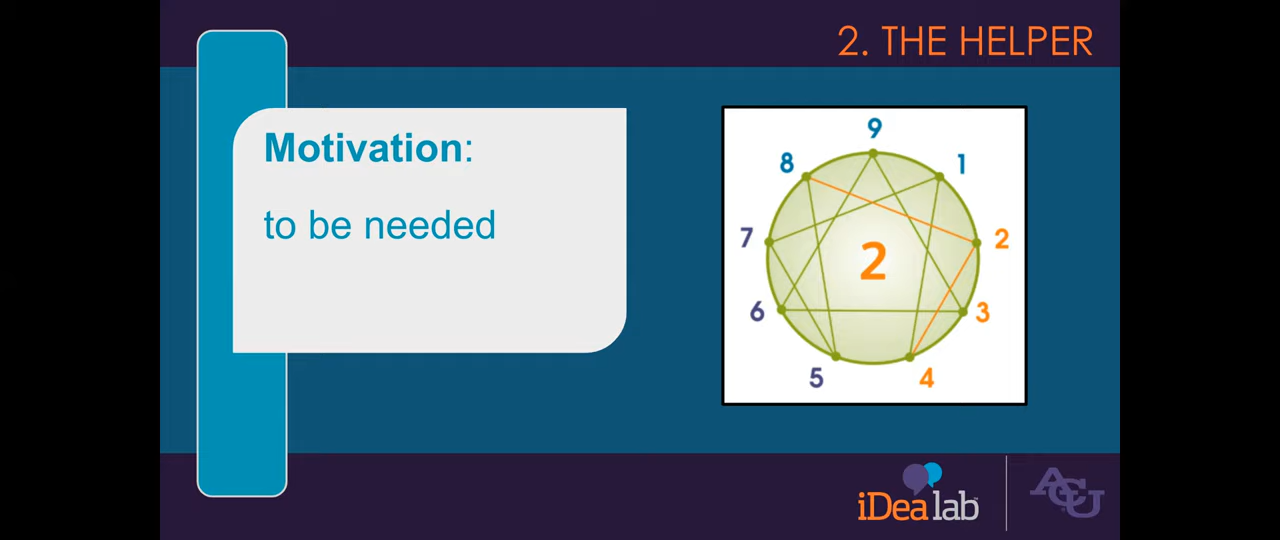 2. THE HELPER
Motivation:
to be needed
9
8
1
7
2
2
6
3
5
4
iDea lab
ACU